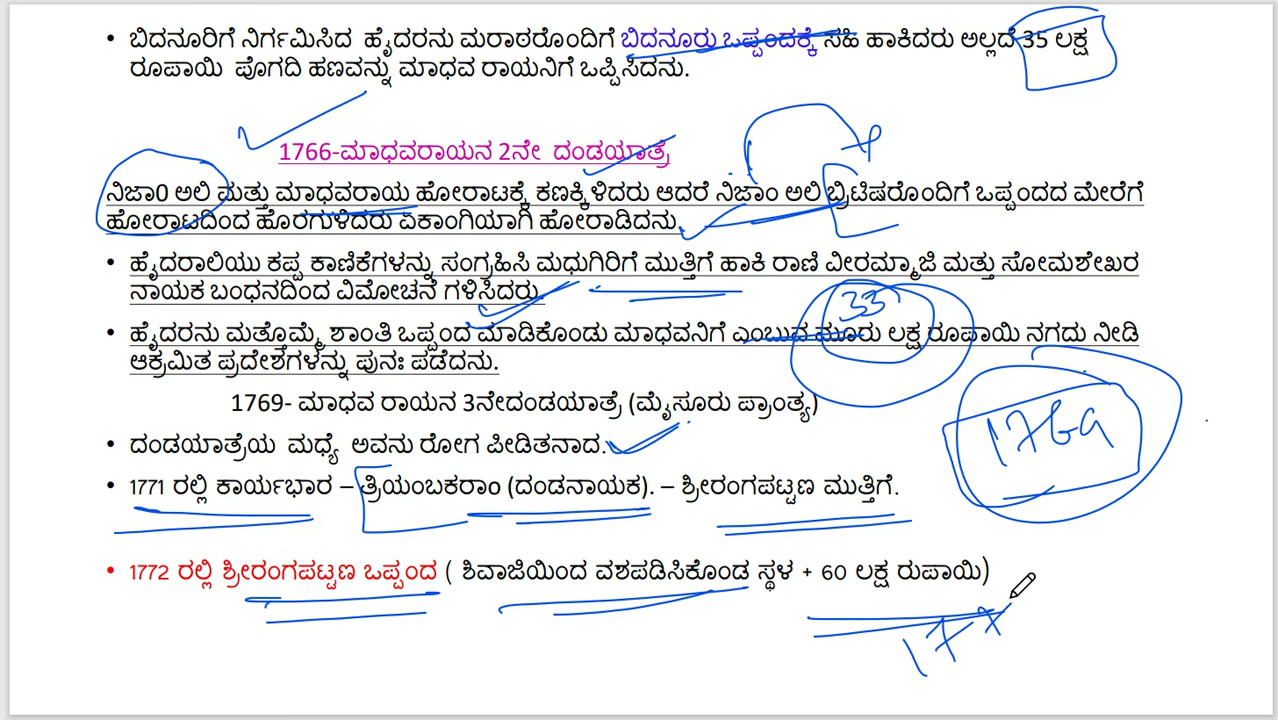 • ಬಿದನೂರಿಗೆ ನಿರ್ಗಮಿಸಿದ ಹೈದರನು ಮರಾಠರೊಂದಿಗೆ ಬಿದನೂರು ಒಪ್ಪಂದಕ್ಕೆ ಸಹಿ ಹಾಕಿದರು ಅಲ್ಲದೆ 35 ಲಕ್ಷ
ರೂಪಾಯಿ ಪೊಗದಿ ಹಣವನ್ನು ಮಾಧವ ರಾಯನಿಗೆ ಒಪ್ಪಿಸಿದನು.
1766-ಮಾಧವರಾಯನ 2ನೇ ದಂಡಯಾತ್ರೆ
ನಿಜಾ0 ಅಲಿ ಮತ್ತು ಮಾಧವರಾಯ ಹೋರಾಟಕ್ಕೆ ಕಣಕ್ಕಿಳಿದರು ಆದರೆ ನಿಜಾಂ ಅಲಿ ಬ್ರಿಟಿಷರೊಂದಿಗೆ ಒಪ್ಪಂದದ ಮೇರೆಗೆ
ಹೋರಾಟದಿಂದ ಹೊರಗುಳಿದರು ಏಕಾಂಗಿಯಾಗಿ ಹೋರಾಡಿದನು.
• ಹೈದರಾಲಿಯು ಕಪ್ಪ ಕಾಣಿಕೆಗಳನ್ನು ಸಂಗ್ರಹಿಸಿ ಮಧುಗಿರಿಗೆ ಮುತ್ತಿಗೆ ಹಾಕಿ ರಾಣಿ ವೀರಮ್ಮಾಜಿ ಮತ್ತು ಸೋಮಶೇಖರ
ನಾಯಕ ಬಂಧನದಿಂದ ವಿಮೋಚನೆ ಗಳಿಸಿದರು.
33
• ಹೈದರನು ಮತ್ತೊಮ್ಮೆ ಶಾಂತಿ ಒಪ್ಪಂದ ಮಾಡಿಕೊಂಡು ಮಾಧವನಿಗೆ ಎಂಬುವ ಮೂರು ಲಕ್ಷ ರೂಪಾಯಿ ನಗದು ನೀಡಿ
ಆಕ್ರಮಿತ ಪ್ರದೇಶಗಳನ್ನು ಪುನಃ ಪಡೆದನು.
1769- ಮಾಧವ ರಾಯನ 3ನೇದಂಡಯಾತ್ರೆ (ಮೈಸೂರು ಪ್ರಾಂತ್ಯ)
1769
• ದಂಡಯಾತ್ರೆಯ ಮಧ್ಯೆ ಅವನು ರೋಗ ಪೀಡಿತನಾದ.
• 1771 ರಲ್ಲಿ ಕಾರ್ಯಭಾರ – ತ್ರಿಯಂಬಕರಾ೦ (ದಂಡನಾಯಕ). – ಶ್ರೀರಂಗಪಟ್ಟಣ ಮುತ್ತಿಗೆ.
• 1772 ರಲ್ಲಿ ಶ್ರೀರಂಗಪಟ್ಟಣ ಒಪ್ಪಂದ ( ಶಿವಾಜಿಯಿಂದ ವಶಪಡಿಸಿಕೊಂಡ ಸ್ಥಳ + 60 ಲಕ್ಷ ರುಪಾಯಿ)
177